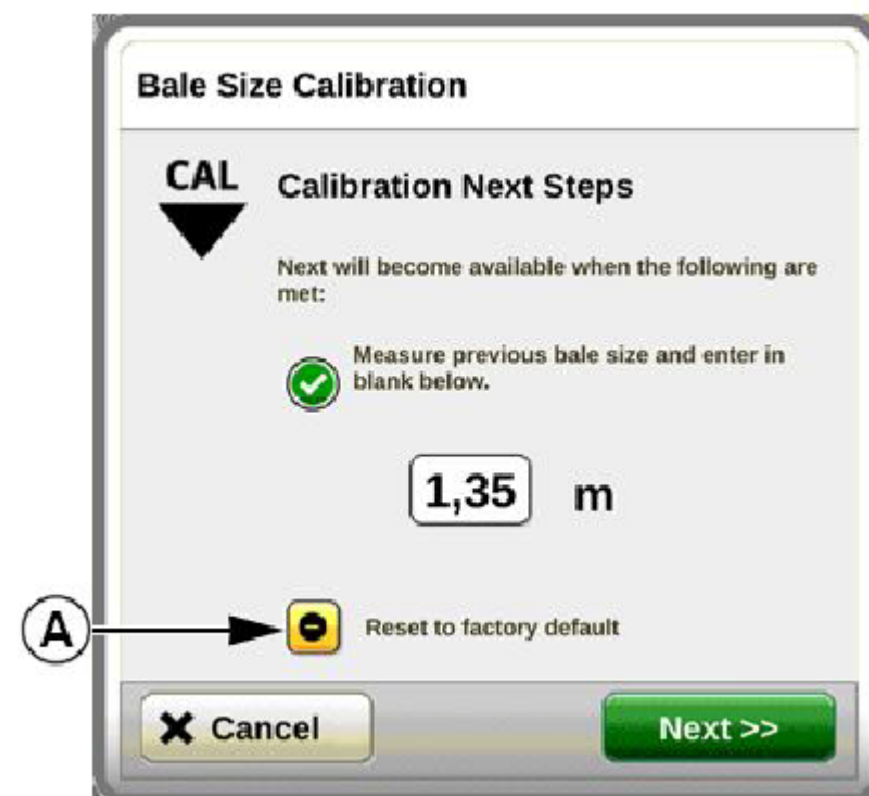 Bale Size Calibration
CAL
Calibration Next Steps
Next will become available when the following are
met:
Measure previous bale size and enter in
blank below.
1,35 m
A
Reset to factory default
Cancel
Next >>